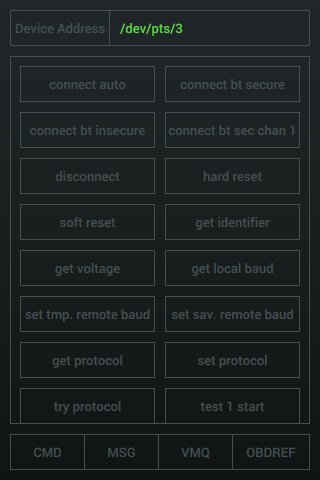 Device Address /dev/pts/3
connect auto connect bt secure
connect bt insecure connect bt sec chan 1
disconnect hard reset
soft reset get identifier
get voltage get local baud
set tmp. remote baud set sav. remote baud
get protocol set protocol
try protocol test 1 start
CMD MSG VMQ OBDREF